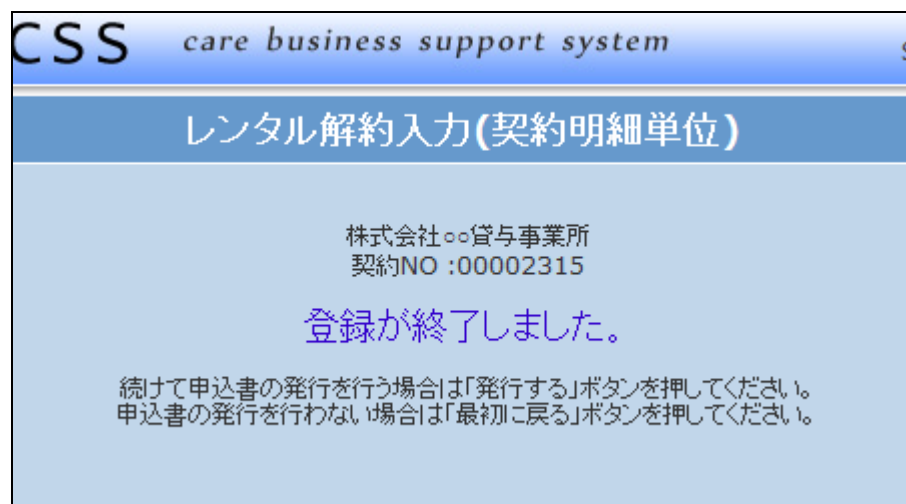 CSS care business support system
レンタル解約入力(契約明細単位)
株式会社○○貸与事業所
契約NO :00002315
登録が終了しました。
続けて申込書の発行を行う場合は「発行する」ボタンを押してください。
申込書の発行を行わない場合は「最初に戻る」ボタンを押してください。